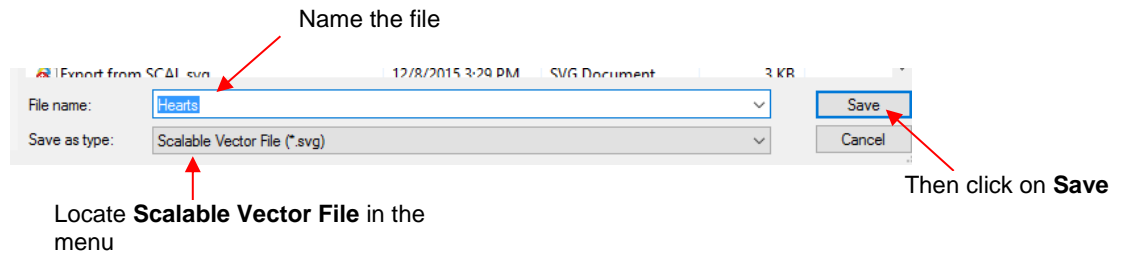 Name the file
Export from SCAL.svg 12/8/2015 3:29 PM SVG Document 3 KB
File name: Hearts Save
Save as type: Scalable Vector File (*.svg) Cancel
Then click on Save
Locate Scalable Vector File in the
menu